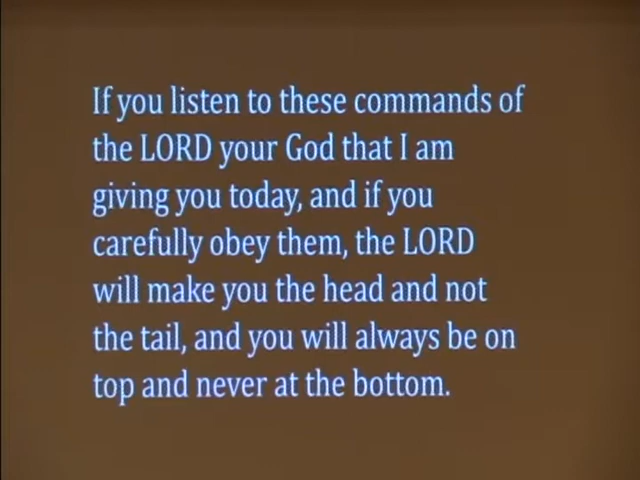 If you listen to these commands of
the LORD your God that I am
giving you today, and if you
carefully obey them, the LORD
will make you the head and not
the tail, and you will always be on
top and never at the bottom.